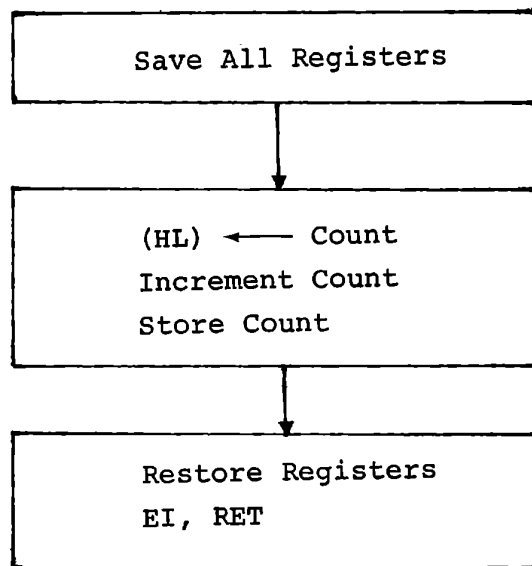 Save All Registers
(HL) ← Count
Increment Count
Store Count
Restore Registers
EI, RET